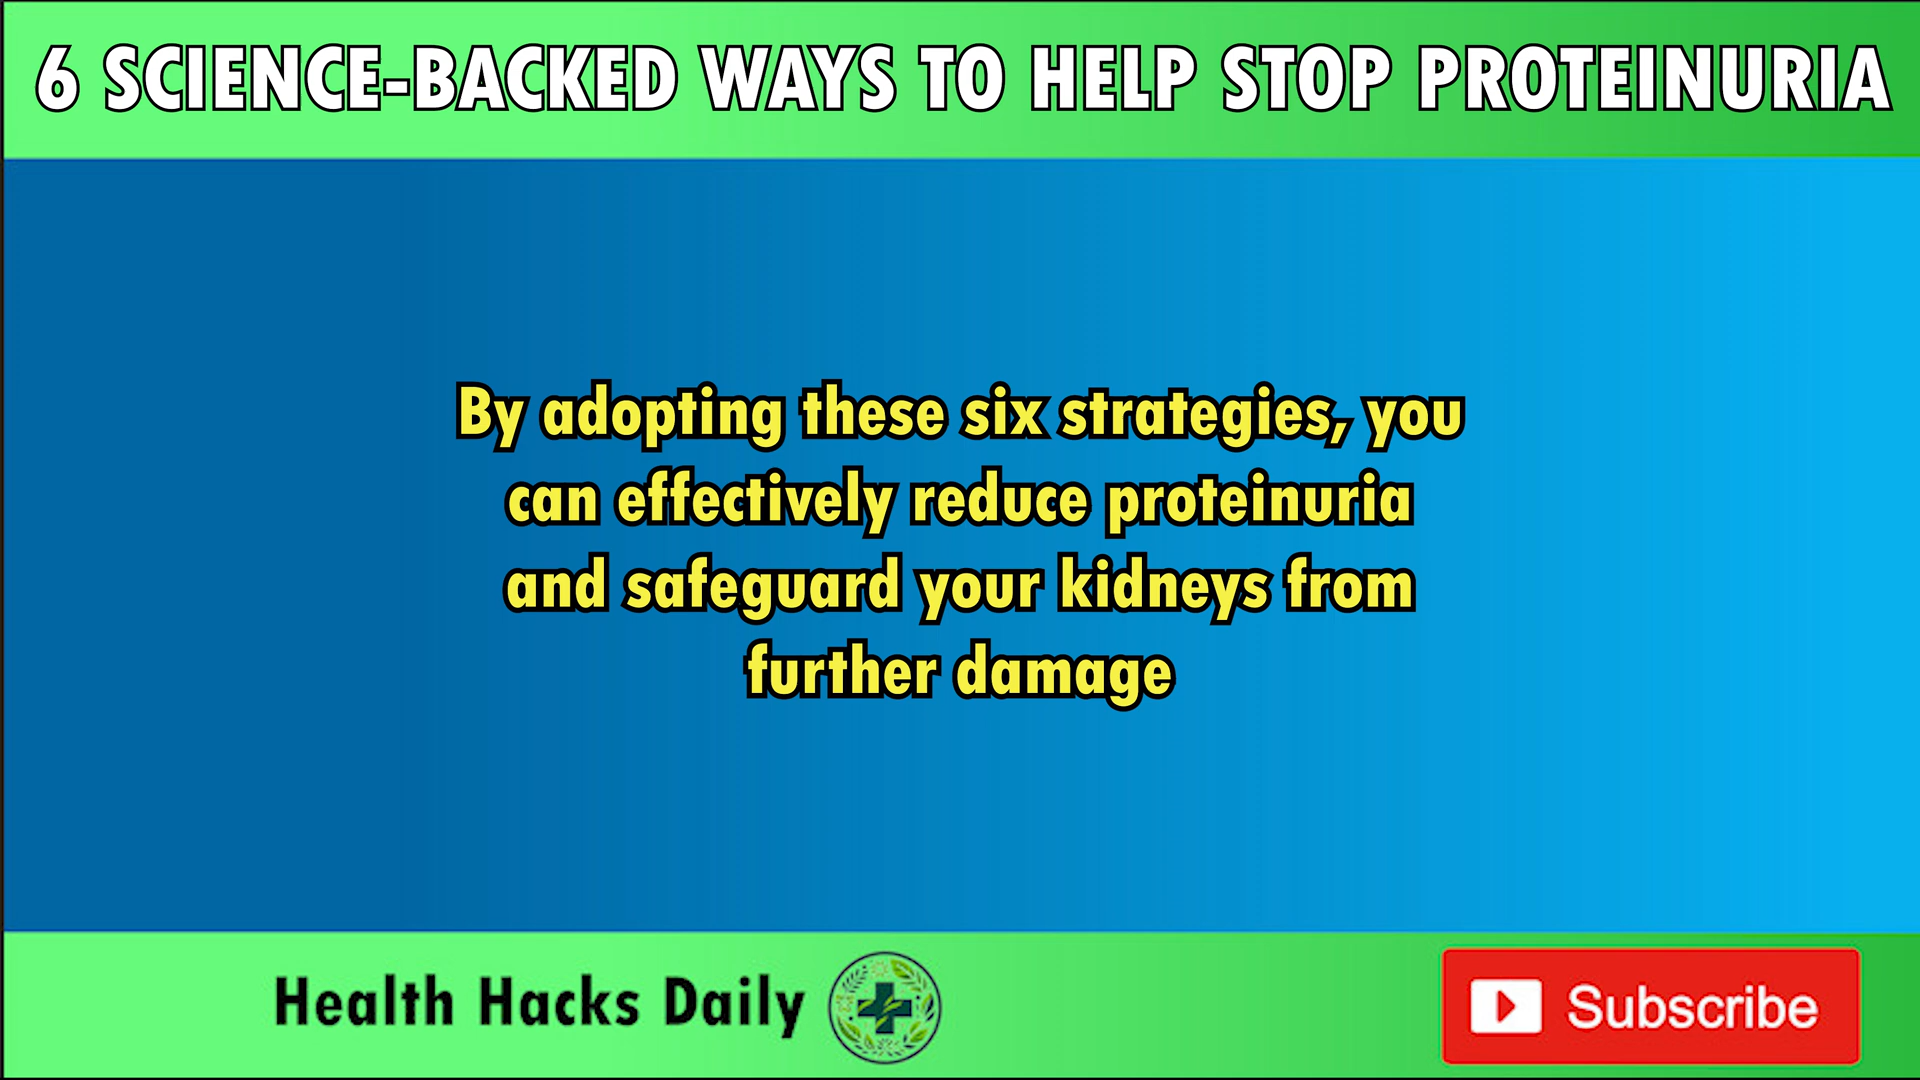 6 SCIENCE-BACKED WAYS TO HELP STOP PROTEINURIA
By adopting these six strategies, you
can effectively reduce proteinuria
and safeguard your kidneys from
further damage
Health Hacks Daily
Subscribe